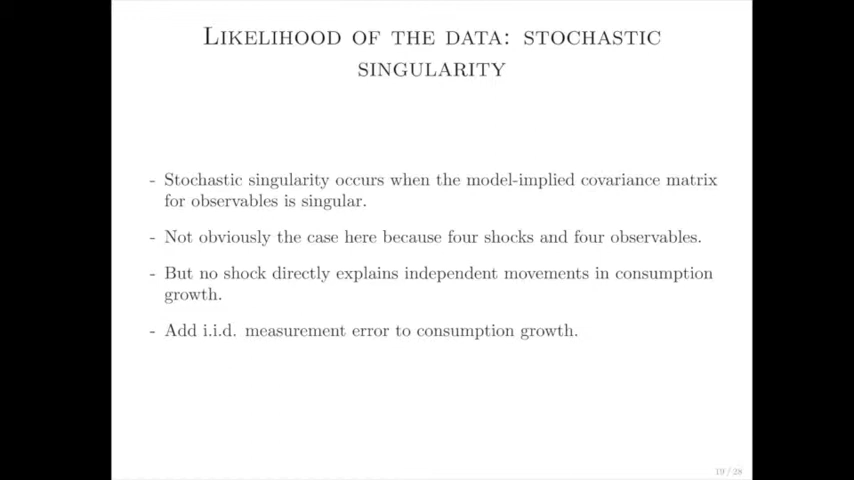 Likelihood of the data: stochastic
singularity
- Stochastic singularity occurs when the model-implied covariance matrix
for observables is singular.
- Not obviously the case here because four shocks and four observables.
- But no shock directly explains independent movements in consumption
growth.
- Add i.i.d. measurement error to consumption growth.
19 / 28